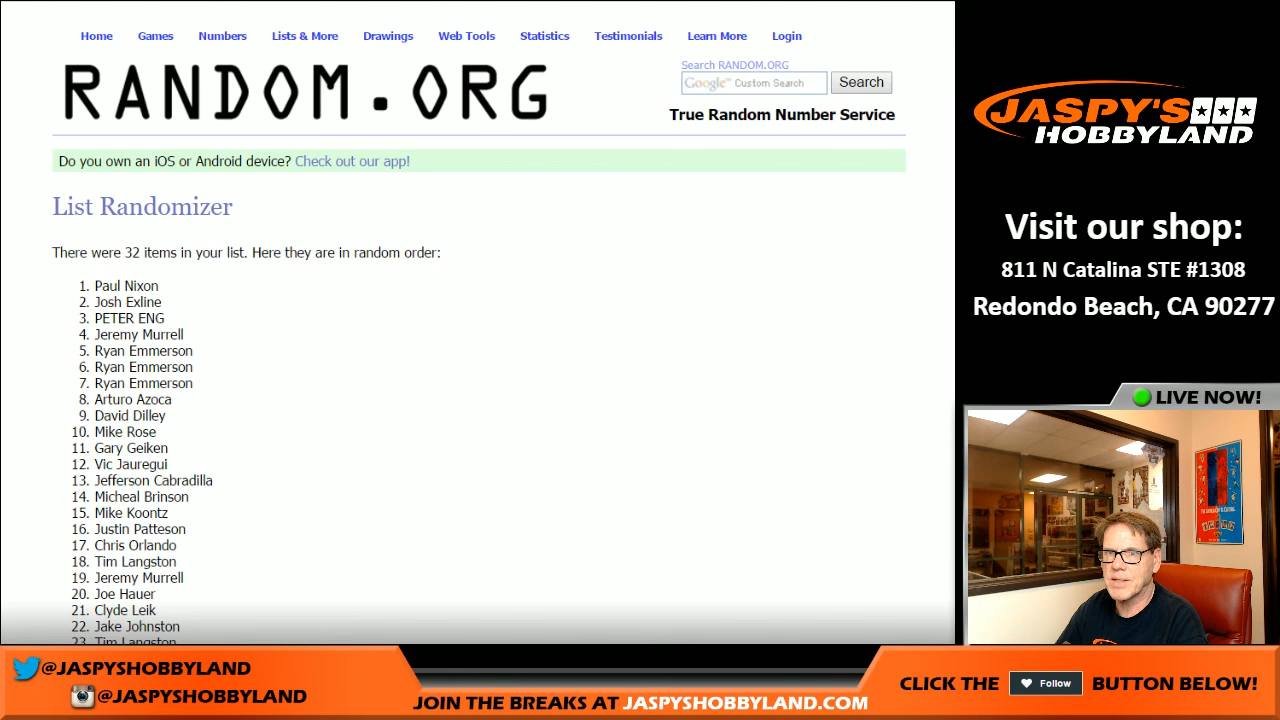 Home Games Numbers Lists & More Drawings Web Tools Statistics Testimonials Learn More Login
RANDOM.ORG
Search RANDOM.ORG
Google™ Custom Search Search
True Random Number Service
Do you own an iOS or Android device? Check out our app!
List Randomizer
There were 32 items in your list. Here they are in random order:
1. Paul Nixon
2. Josh Exline
3. PETER ENG
4. Jeremy Murrell
5. Ryan Emmerson
6. Ryan Emmerson
7. Ryan Emmerson
8. Arturo Azoca
9. David Dilley
10. Mike Rose
11. Gary Geiken
12. Vic Jauregui
13. Jefferson Cabradilla
14. Micheal Brinson
15. Mike Koontz
16. Justin Patteson
17. Chris Orlando
18. Tim Langston
19. Jeremy Murrell
20. Joe Hauer
21. Clyde Leik
22. Jake Johnston
23. Tim Langston
JASPY'S
HOBBYLAND
Visit our shop:
811 N Catalina STE #1308
Redondo Beach, CA 90277
LIVE NOW!
@JASPYSHOBBYLAND
@JASPYSHOBBYLAND
JOIN THE BREAKS AT JASPYSHOBBYLAND.COM
CLICK THE Follow BUTTON BELOW!